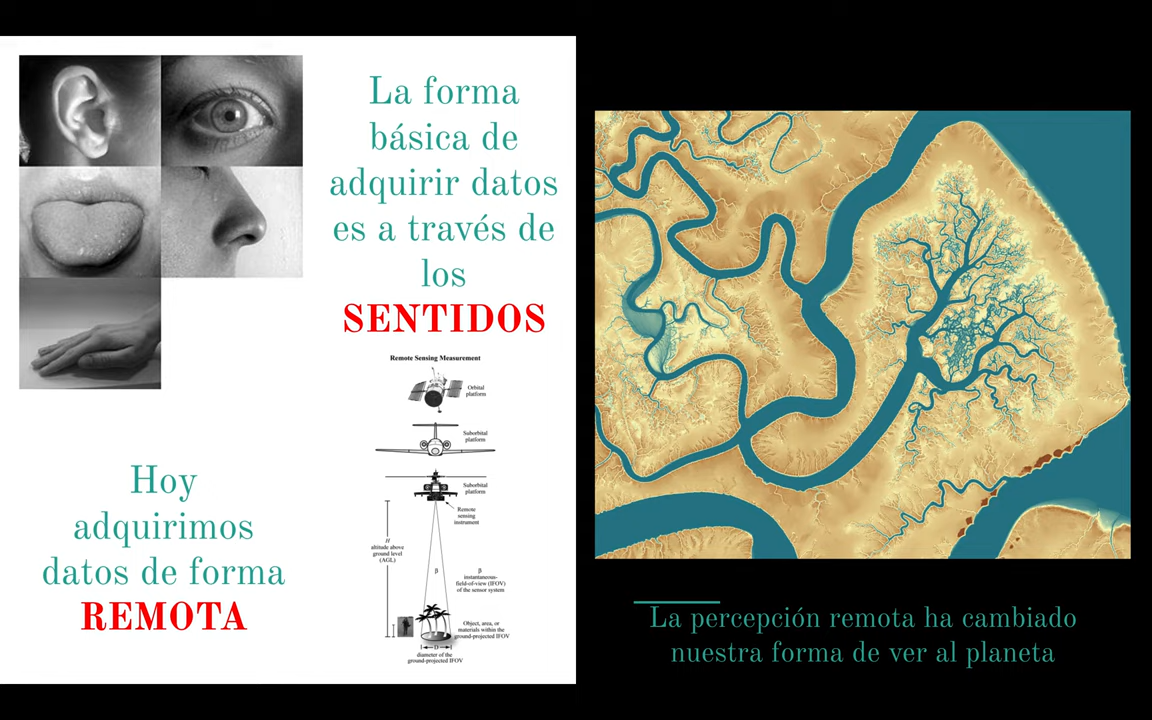 La forma
básica de
adquirir datos
es a través de
los
SENTIDOS
Remote Sensing Measurement
Orbital
platform
Suborbital
platform
Suborbital
platform
Remote
sensing
instrument
H
altitude above
ground level
(AGL)
β
β
instantaneous-
field-of-view (IFOV)
of the sensor system
Object, area, or
materials within the
ground-projected IFOV
D
diameter of the
ground-projected IFOV
Hoy
adquirimos
datos de forma
REMOTA
La percepción remota ha cambiado
nuestra forma de ver al planeta